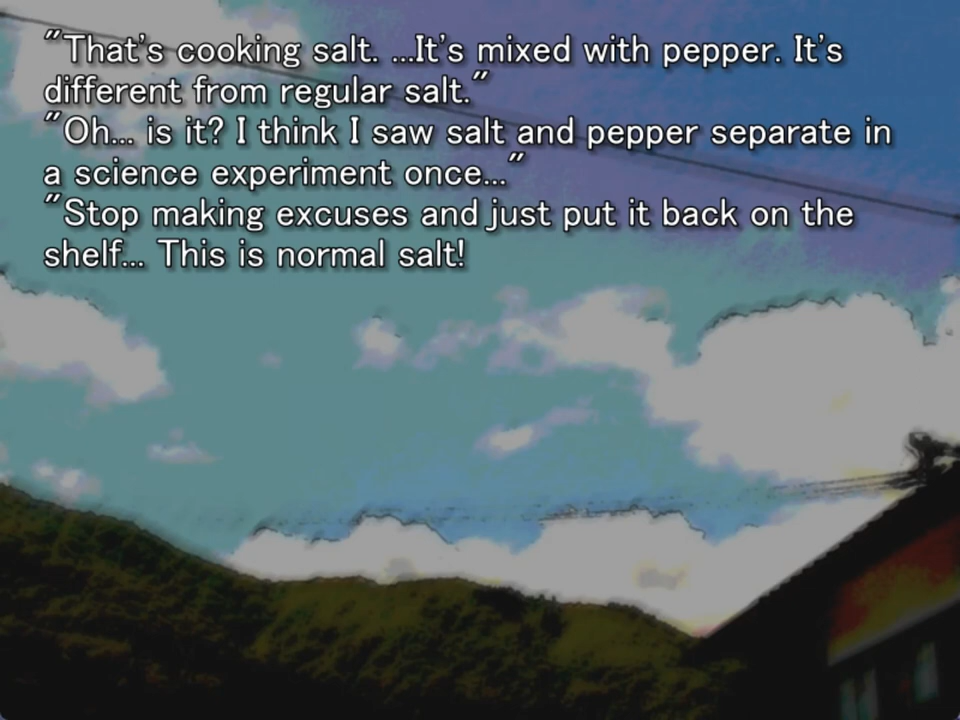 "That's cooking salt. ...It's mixed with pepper. It's
different from regular salt."
"Oh... is it? I think I saw salt and pepper separate in
a science experiment once..."
"Stop making excuses and just put it back on the
shelf... This is normal salt!